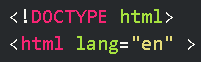 <!DOCTYPE html>
<html lang="en" >